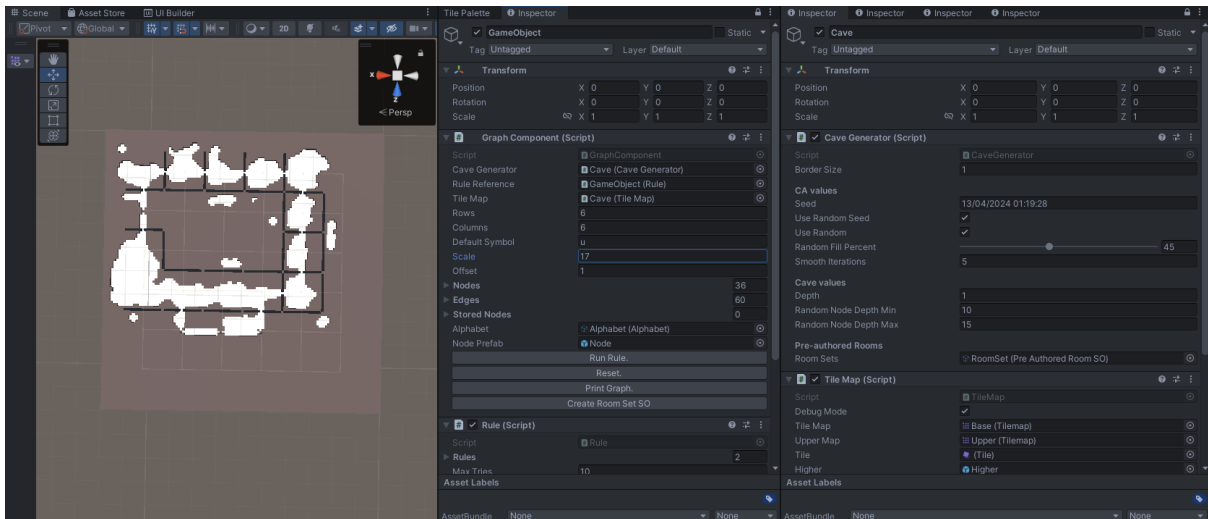 Scene Asset Store UI Builder
Pivot Global 2D
x
z
Persp
Tile Palette Inspector
GameObject Static
Tag Untagged Layer Default
Transform
Position X 0 Y 0 Z 0
Rotation X 0 Y 0 Z 0
Scale X 1 Y 1 Z 1
Graph Component (Script)
Script GraphComponent
Cave Generator Cave (Cave Generator)
Rule Reference GameObject (Rule)
Tile Map Cave (Tile Map)
Rows 6
Columns 6
Default Symbol u
Scale 17
Offset 1
Nodes 36
Edges 60
Stored Nodes 0
Alphabet Alphabet (Alphabet)
Node Prefab Node
Run Rule.
Reset.
Print Graph.
Create Room Set SO
Rule (Script)
Script Rule
Rules 2
Max Tries 10
Asset Labels
AssetBundle None None
Inspector Inspector Inspector Inspector
Cave Static
Tag Untagged Layer Default
Transform
Position X 0 Y 0 Z 0
Rotation X 0 Y 0 Z 0
Scale X 1 Y 1 Z 1
Cave Generator (Script)
Script CaveGenerator
Border Size 1
CA values
Seed 13/04/2024 01:19:28
Use Random Seed
Use Random
Random Fill Percent 45
Smooth Iterations 5
Cave values
Depth 1
Random Node Depth Min 10
Random Node Depth Max 15
Pre-authored Rooms
Room Sets RoomSet (Pre Authored Room SO)
Tile Map (Script)
Script TileMap
Debug Mode
Tile Map Base (Tilemap)
Upper Map Upper (Tilemap)
Tile (Tile)
Higher Higher
Asset Labels
AssetBundle None None